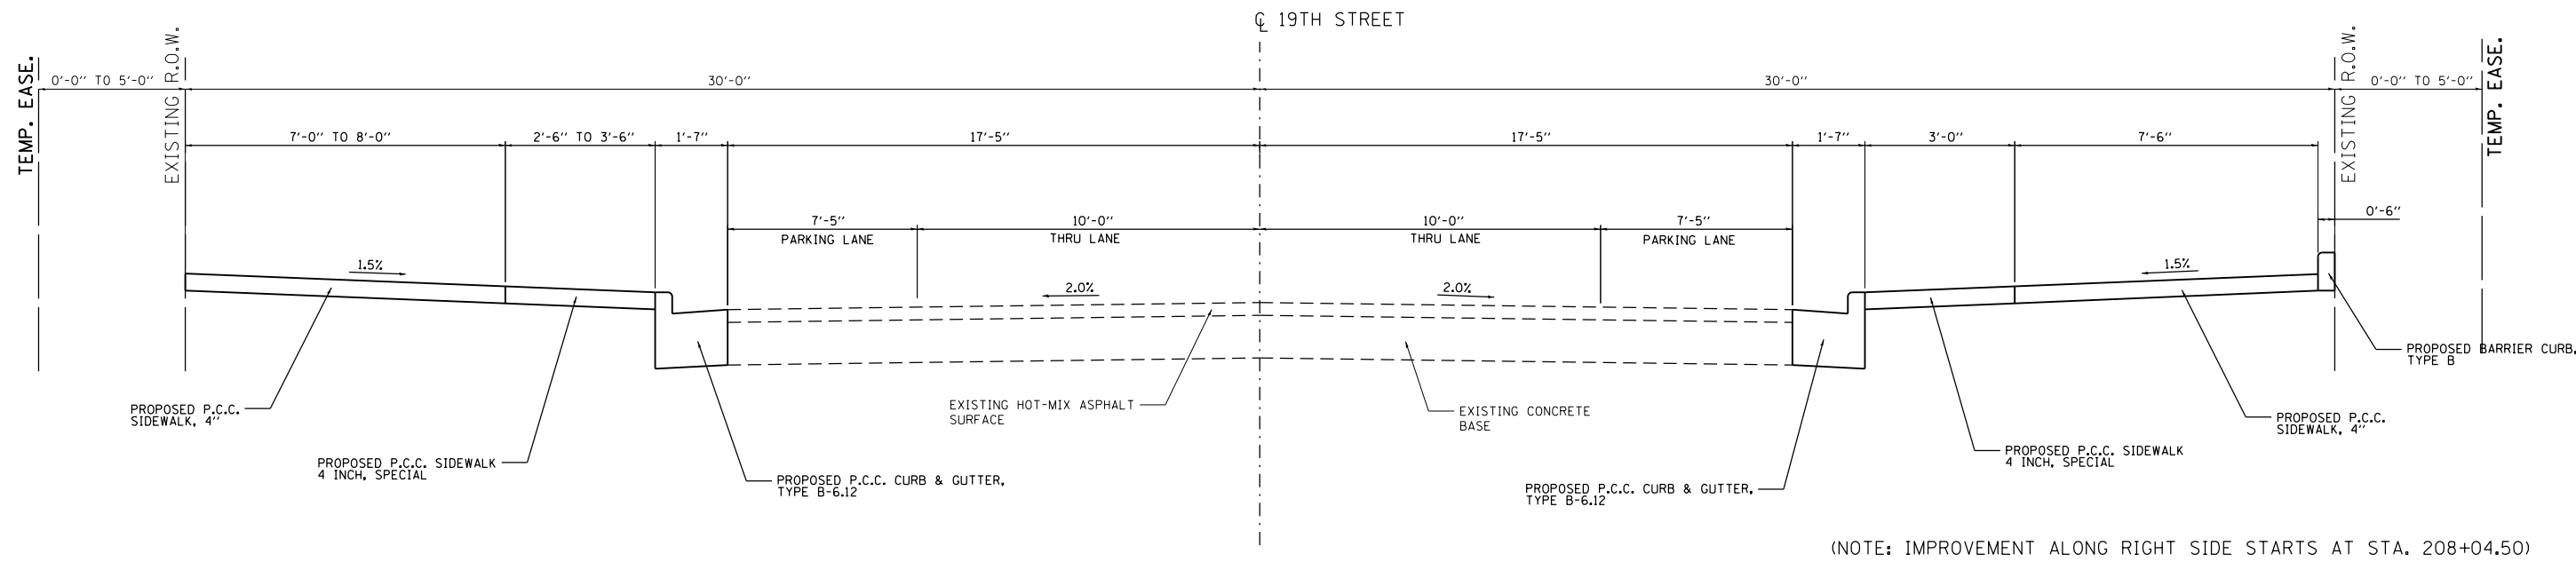 ℄ 19TH STREET
TEMP. EASE.
0'-0" TO 5'-0"
EXISTING R.O.W.
30'-0"
30'-0"
EXISTING R.O.W.
0'-0" TO 5'-0"
TEMP. EASE.
7'-0" TO 8'-0"
2'-6" TO 3'-6"
1'-7"
17'-5"
17'-5"
1'-7"
3'-0"
7'-6"
0'-6"
7'-5"
PARKING LANE
10'-0"
THRU LANE
10'-0"
THRU LANE
7'-5"
PARKING LANE
1.5%
2.0%
2.0%
1.5%
PROPOSED BARRIER CURB,
TYPE B
PROPOSED P.C.C.
SIDEWALK, 4"
EXISTING HOT-MIX ASPHALT
SURFACE
EXISTING CONCRETE
BASE
PROPOSED P.C.C.
SIDEWALK, 4"
PROPOSED P.C.C. SIDEWALK
4 INCH, SPECIAL
PROPOSED P.C.C. SIDEWALK
4 INCH, SPECIAL
PROPOSED P.C.C. CURB & GUTTER,
TYPE B-6.12
PROPOSED P.C.C. CURB & GUTTER,
TYPE B-6.12
(NOTE: IMPROVEMENT ALONG RIGHT SIDE STARTS AT STA. 208+04.50)